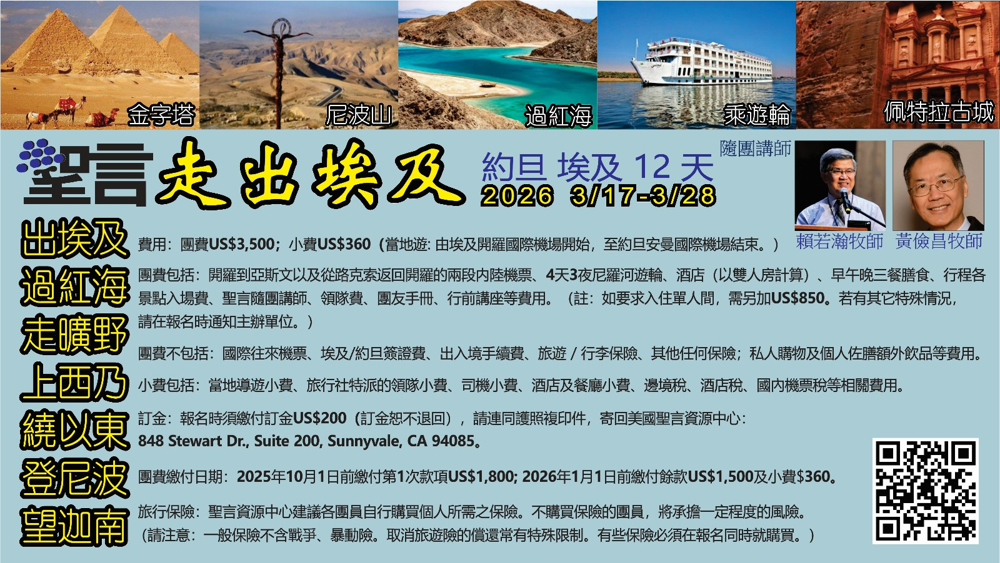 金字塔
尼波山
過紅海
乘遊輪
佩特拉古城
聖言
走出埃及
約旦 埃及 12 天
2026 3/17-3/28
隨團講師
賴若瀚牧師
黃儉昌牧師
出埃及
過紅海
走曠野
上西乃
繞以東
登尼波
望迦南
費用：團費US$3,500；小費US$360（當地遊: 由埃及開羅國際機場開始，至約旦安曼國際機場結束。）
團費包括：開羅到亞斯文以及從路克索返回開羅的兩段内陸機票、4天3夜尼羅河遊輪、酒店（以雙人房計算）、早午晚三餐膳食、行程各
景點入場費、聖言隨團講師、領隊費、團友手冊、行前講座等費用。（註：如要求入住單人間，需另加US$850。若有其它特殊情況，
請在報名時通知主辦單位。）
團費不包括：國際往來機票、埃及/約旦簽證費、出入境手續費、旅遊 / 行李保險、其他任何保險；私人購物及個人佐膳額外飲品等費用。
小費包括：當地導遊小費、旅行社特派的領隊小費、司機小費、酒店及餐廳小費、邊境稅、酒店稅、國內機票稅等相關費用。
訂金：報名時須繳付訂金US$200（訂金恕不退回），請連同護照複印件，寄回美國聖言資源中心：
848 Stewart Dr., Suite 200, Sunnyvale, CA 94085。
團費繳付日期：2025年10月1日前繳付第1次款項US$1,800; 2026年1月1日前繳付餘款US$1,500及小費$360。
旅行保險：聖言資源中心建議各團員自行購買個人所需之保險。不購買保險的團員，將承擔一定程度的風險。
（請注意：一般保險不含戰爭、暴動險。取消旅遊險的償還常有特殊限制。有些保險必須在報名同時就購買。）